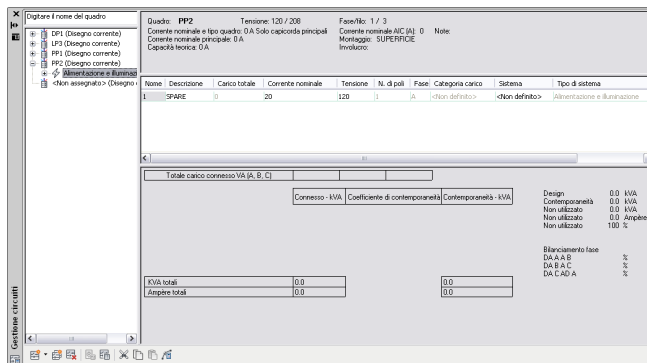 Digitare il nome del quadro
DP1 (Disegno corrente)
LP3 (Disegno corrente)
PP1 (Disegno corrente)
PP2 (Disegno corrente)
Alimentazione e illuminazi
<Non assegnato> (Disegno
Gestione circuiti
Quadro: PP2 Tensione: 120 / 208 Fase/filo: 1 / 3
Corrente nominale e tipo quadro: 0 A Solo capicorda principali Corrente nominale AIC (A): 0 Note:
Corrente nominale principale: 0 A Montaggio: SUPERFICIE
Capacità teorica: 0 A Involucro:
Nome Descrizione Carico totale Corrente nominale Tensione N. di poli Fase Categoria carico Sistema Tipo di sistema
1 SPARE 0 20 120 1 A <Non definito> <Non definito> Alimentazione e illuminazione
Totale carico connesso VA (A, B, C)
Connesso - kVA Coefficiente di contemporaneità Contemporaneità - kVA
KVA totali 0.0 0.0
Ampère totali 0.0 0.0
Design 0.0 kVA
Contemporaneità 0.0 kVA
Non utilizzato 0.0 kVA
Non utilizzato 0.0 Ampère
Non utilizzato 100 %
Bilanciamento fase
DA A A B %
DA B A C %
DA C AD A %